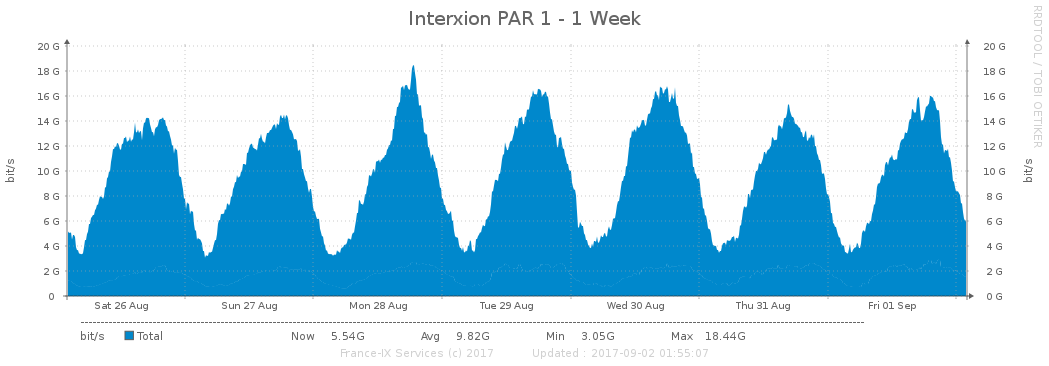 Interxion PAR 1 - 1 Week
RRDTOOL / TOBI OETIKER
20 G 20 G
18 G 18 G
16 G 16 G
14 G 14 G
12 G 12 G
10 G 10 G
8 G 8 G
6 G 6 G
4 G 4 G
2 G 2 G
0 0 G
bit/s
bit/s
Sat 26 Aug Sun 27 Aug Mon 28 Aug Tue 29 Aug Wed 30 Aug Thu 31 Aug Fri 01 Sep
bit/s Total Now 5.54G Avg 9.82G Min 3.05G Max 18.44G
France-IX Services (c) 2017 Updated : 2017-09-02 01:55:07